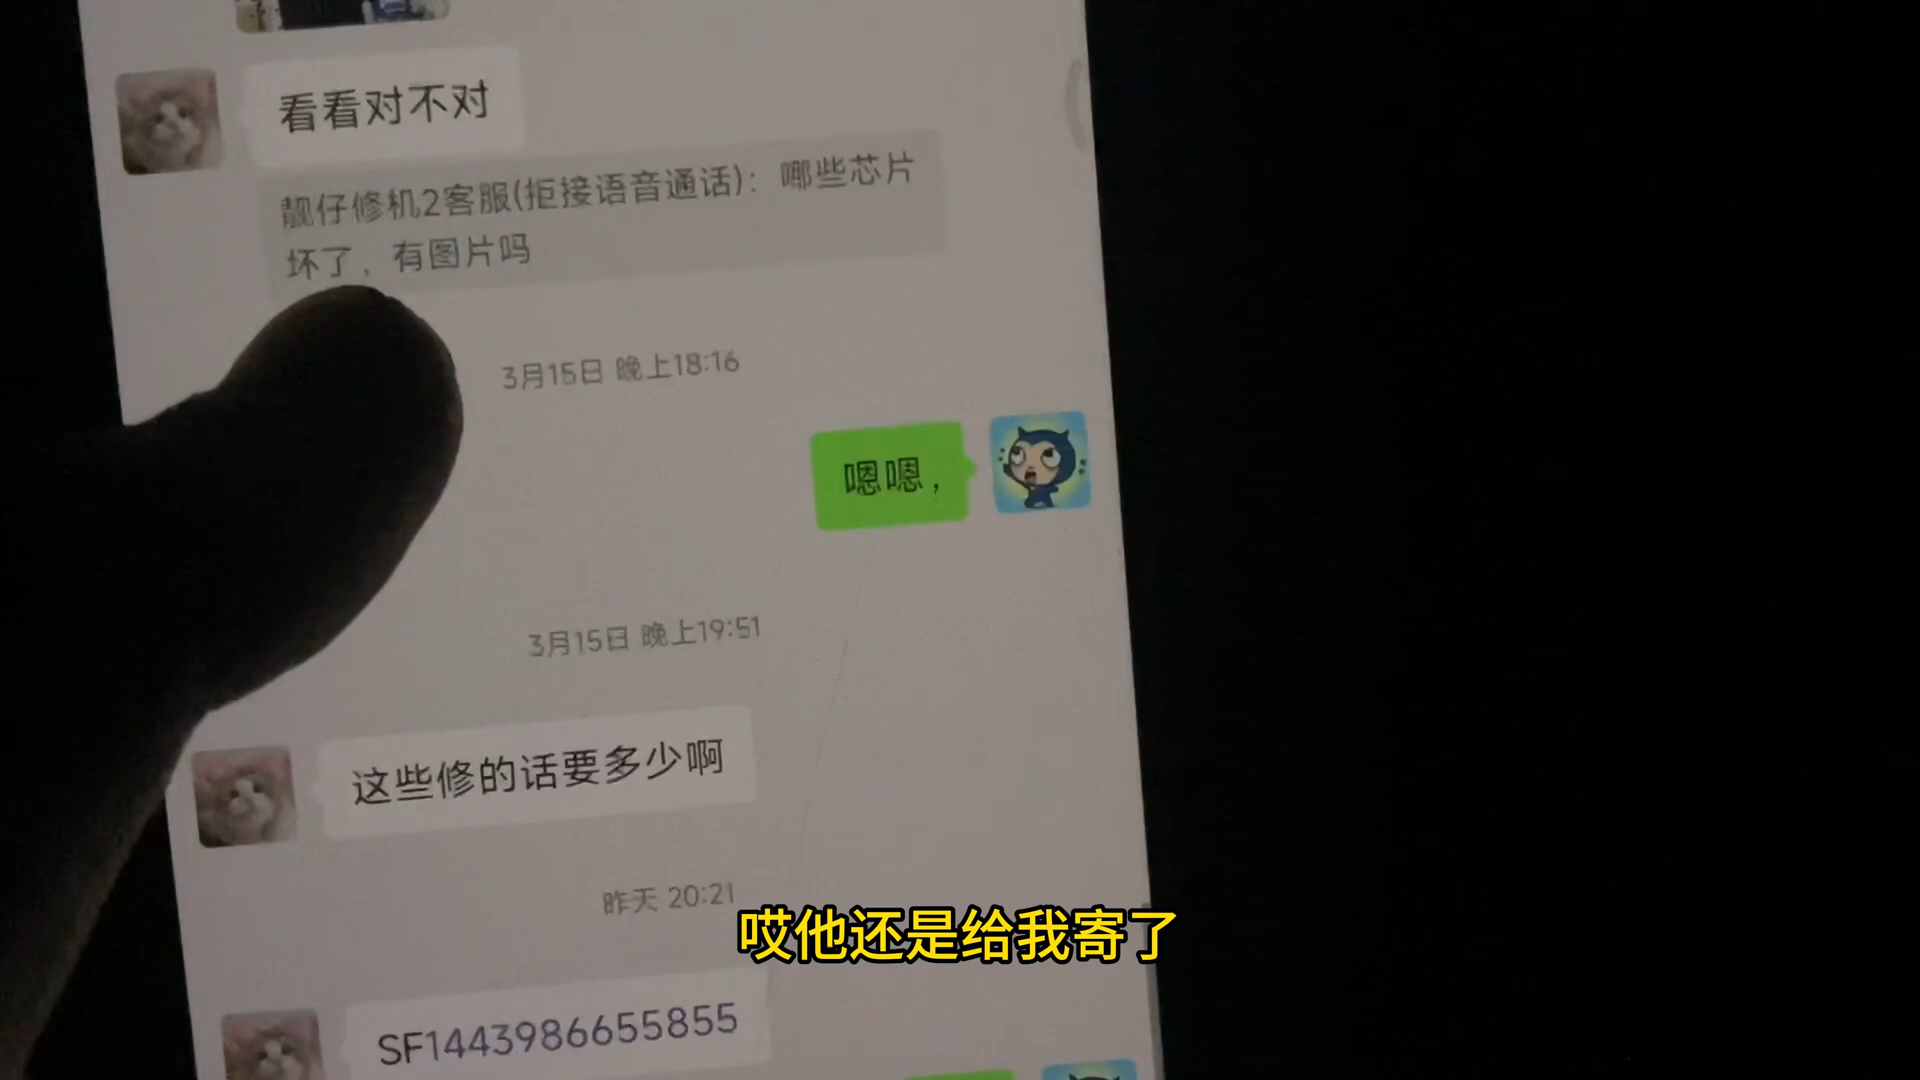 看看对不对
靓仔修机2客服(拒接语音通话)：哪些芯片
坏了，有图片吗
3月15日 晚上18:16
嗯嗯，
3月15日 晚上19:51
这些修的话要多少啊
昨天 20:21
哎他还是给我寄了
SF1443986655855